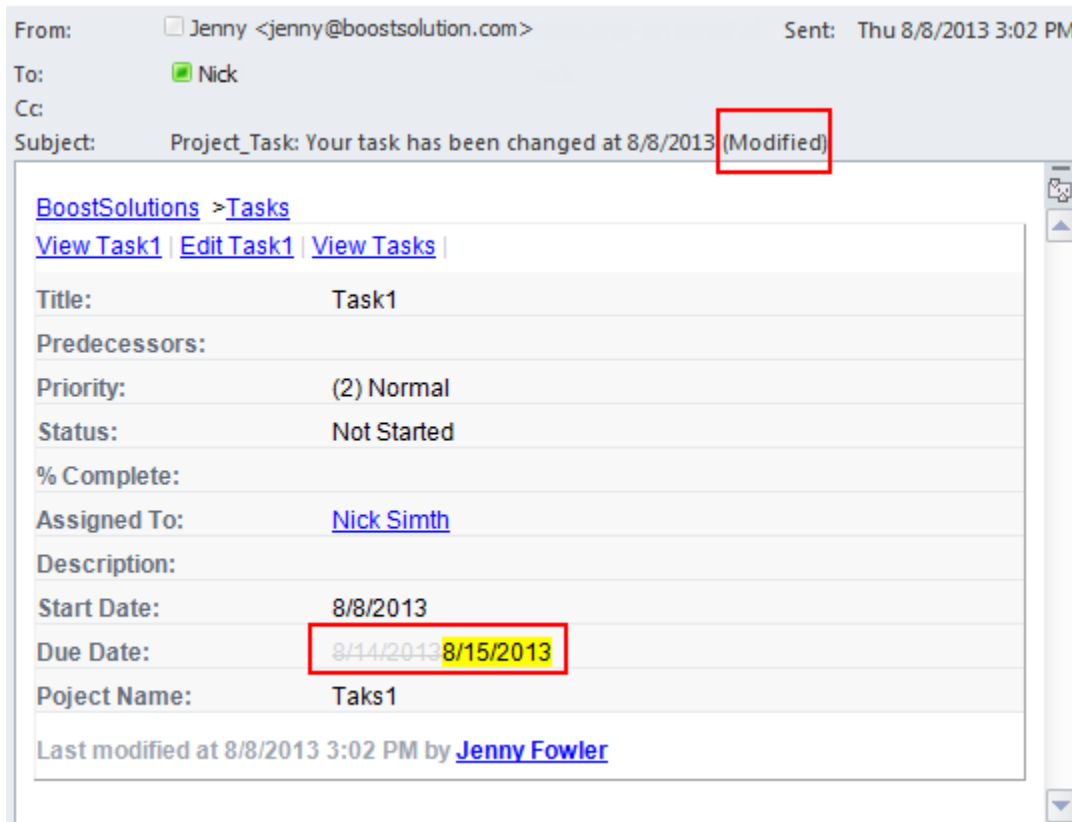 From: Jenny <jenny@boostsolution.com> Sent: Thu 8/8/2013 3:02 PM
To: Nick
Cc:
Subject: Project_Task: Your task has been changed at 8/8/2013 (Modified)
BoostSolutions >Tasks
View Task1 | Edit Task1 | View Tasks |
Title: Task1
Predecessors:
Priority: (2) Normal
Status: Not Started
% Complete:
Assigned To: Nick Simth
Description:
Start Date: 8/8/2013
Due Date: 8/14/20138/15/2013
Poject Name: Taks1
Last modified at 8/8/2013 3:02 PM by Jenny Fowler